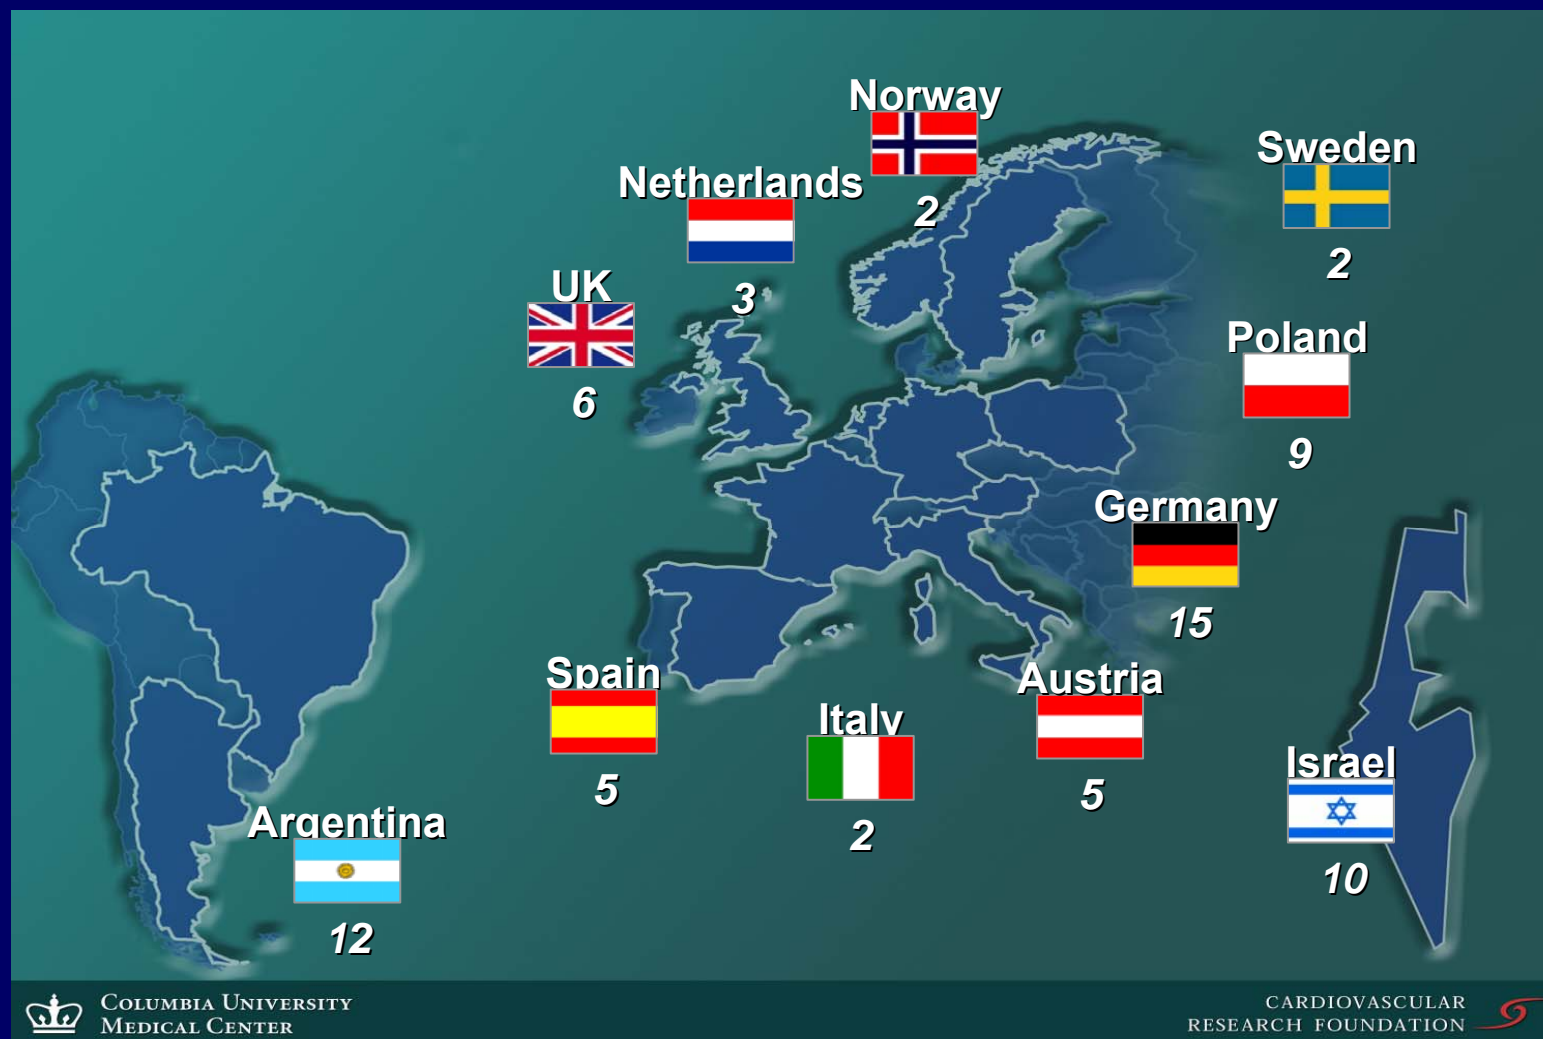 Norway
2
Sweden
2
Netherlands
3
UK
6
Poland
9
Germany
15
Spain
5
Italy
2
Austria
5
Israel
10
Argentina
12
COLUMBIA UNIVERSITY
MEDICAL CENTER
CARDIOVASCULAR
RESEARCH FOUNDATION